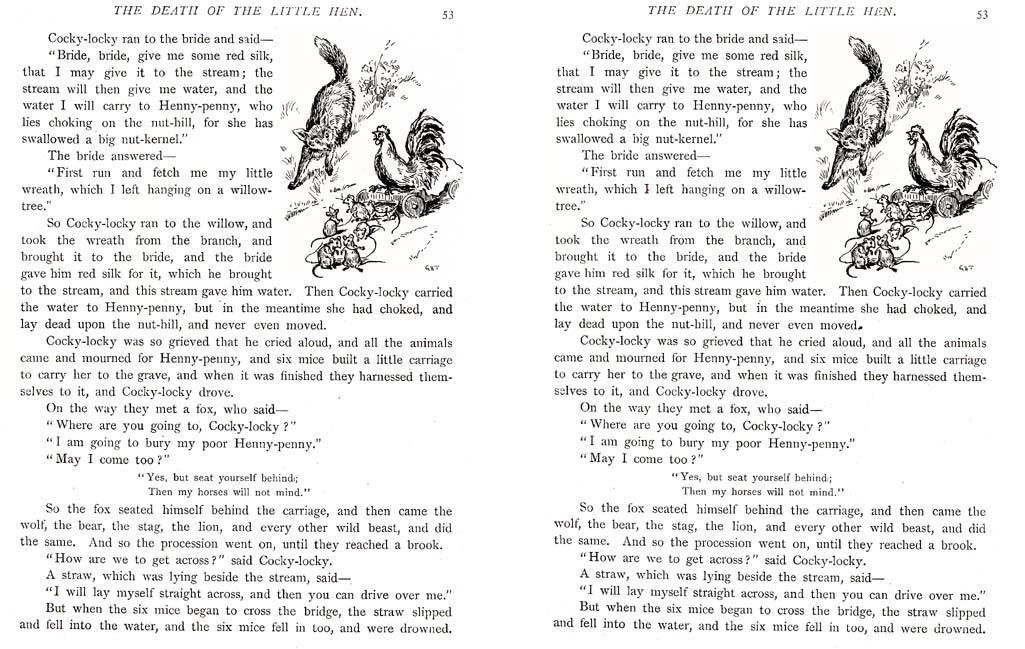 THE DEATH OF THE LITTLE HEN.
53
Cocky-locky ran to the bride and said—
"Bride, bride, give me some red silk,
that I may give it to the stream; the
stream will then give me water, and the
water I will carry to Henny-penny, who
lies choking on the nut-hill, for she has
swallowed a big nut-kernel."
The bride answered—
"First run and fetch me my little
wreath, which I left hanging on a willow-
tree."
So Cocky-locky ran to the willow, and
took the wreath from the branch, and
brought it to the bride, and the bride
gave him red silk for it, which he brought
to the stream, and this stream gave him water. Then Cocky-locky carried
the water to Henny-penny, but in the meantime she had choked, and
lay dead upon the nut-hill, and never even moved.
Cocky-locky was so grieved that he cried aloud, and all the animals
came and mourned for Henny-penny, and six mice built a little carriage
to carry her to the grave, and when it was finished they harnessed them-
selves to it, and Cocky-locky drove.
On the way they met a fox, who said—
"Where are you going to, Cocky-locky?"
"I am going to bury my poor Henny-penny."
"May I come too?"
"Yes, but seat yourself behind;
Then my horses will not mind."
So the fox seated himself behind the carriage, and then came the
wolf, the bear, the stag, the lion, and every other wild beast, and did
the same. And so the procession went on, until they reached a brook.
"How are we to get across?" said Cocky-locky.
A straw, which was lying beside the stream, said—
"I will lay myself straight across, and then you can drive over me."
But when the six mice began to cross the bridge, the straw slipped
and fell into the water, and the six mice fell in too, and were drowned.
GBT
THE DEATH OF THE LITTLE HEN.
53
Cocky-locky ran to the bride and said—
"Bride, bride, give me some red silk,
that I may give it to the stream; the
stream will then give me water, and the
water I will carry to Henny-penny, who
lies choking on the nut-hill, for she has
swallowed a big nut-kernel."
The bride answered—
"First run and fetch me my little
wreath, which I left hanging on a willow-
tree."
So Cocky-locky ran to the willow, and
took the wreath from the branch, and
brought it to the bride, and the bride
gave him red silk for it, which he brought
to the stream, and this stream gave him water. Then Cocky-locky carried
the water to Henny-penny, but in the meantime she had choked, and
lay dead upon the nut-hill, and never even moved.
Cocky-locky was so grieved that he cried aloud, and all the animals
came and mourned for Henny-penny, and six mice built a little carriage
to carry her to the grave, and when it was finished they harnessed them-
selves to it, and Cocky-locky drove.
On the way they met a fox, who said—
"Where are you going to, Cocky-locky?"
"I am going to bury my poor Henny-penny."
"May I come too?"
"Yes, but seat yourself behind;
Then my horses will not mind."
So the fox seated himself behind the carriage, and then came the
wolf, the bear, the stag, the lion, and every other wild beast, and did
the same. And so the procession went on, until they reached a brook.
"How are we to get across?" said Cocky-locky.
A straw, which was lying beside the stream, said—
"I will lay myself straight across, and then you can drive over me."
But when the six mice began to cross the bridge, the straw slipped
and fell into the water, and the six mice fell in too, and were drowned.
GBT